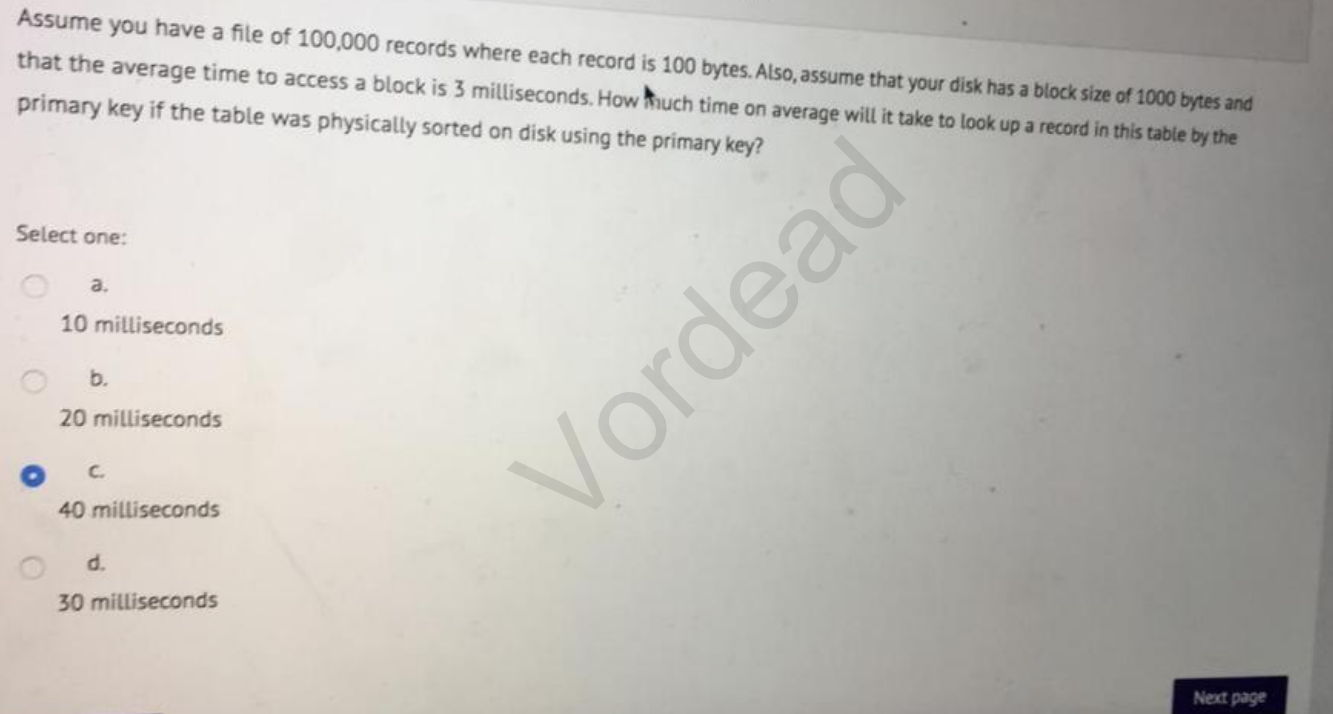 Assume you have a file of 100,000 records where each record is 100 bytes. Also, assume that your disk has a block size of 1000 bytes and
that the average time to access a block is 3 milliseconds. How much time on average will it take to look up a record in this table by the
primary key if the table was physically sorted on disk using the primary key?
Select one:
a.
10 milliseconds
b.
20 milliseconds
c.
40 milliseconds
d.
30 milliseconds
Vordead
Next page